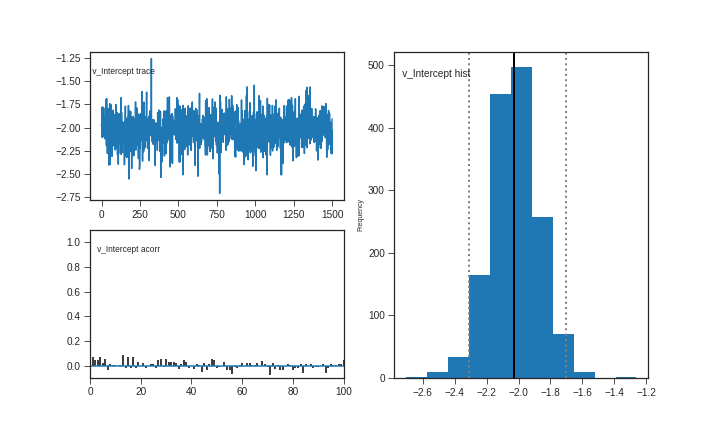 v_Intercept trace
−1.25
−1.50
−1.75
−2.00
−2.25
−2.50
−2.75
0 250 500 750 1000 1250 1500
v_Intercept acorr
1.0
0.8
0.6
0.4
0.2
0.0
0 20 40 60 80 100
v_Intercept hist
Frequency
500
400
300
200
100
0
−2.6 −2.4 −2.2 −2.0 −1.8 −1.6 −1.4 −1.2